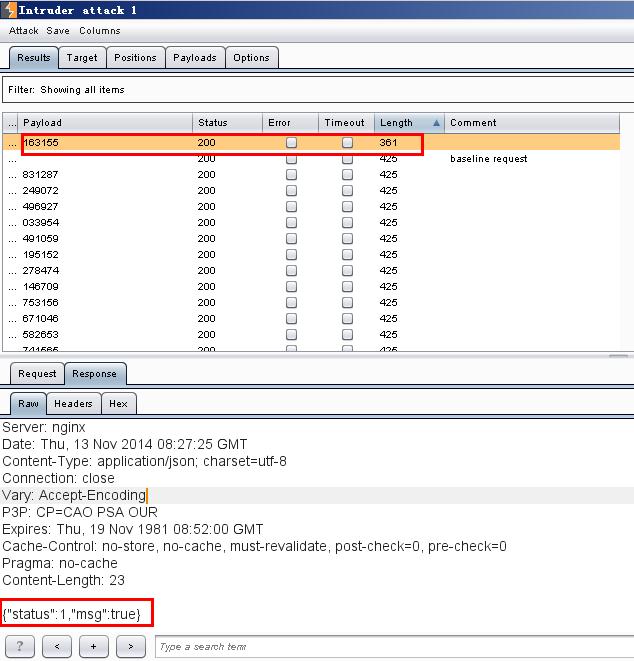 Intruder attack 1
Attack Save Columns
Results Target Positions Payloads Options
Filter: Showing all items
... Payload Status Error Timeout Length Comment
... 163155 200 361
... 200 425 baseline request
... 831287 200 425
... 249072 200 425
... 496927 200 425
... 033954 200 425
... 491059 200 425
... 195152 200 425
... 278474 200 425
... 146709 200 425
... 753156 200 425
... 671046 200 425
... 582653 200 425
... 741565 200 425
Request Response
Raw Headers Hex
Server: nginx
Date: Thu, 13 Nov 2014 08:27:25 GMT
Content-Type: application/json; charset=utf-8
Connection: close
Vary: Accept-Encoding
P3P: CP=CAO PSA OUR
Expires: Thu, 19 Nov 1981 08:52:00 GMT
Cache-Control: no-store, no-cache, must-revalidate, post-check=0, pre-check=0
Pragma: no-cache
Content-Length: 23
{"status":1,"msg":true}
? < + > Type a search term